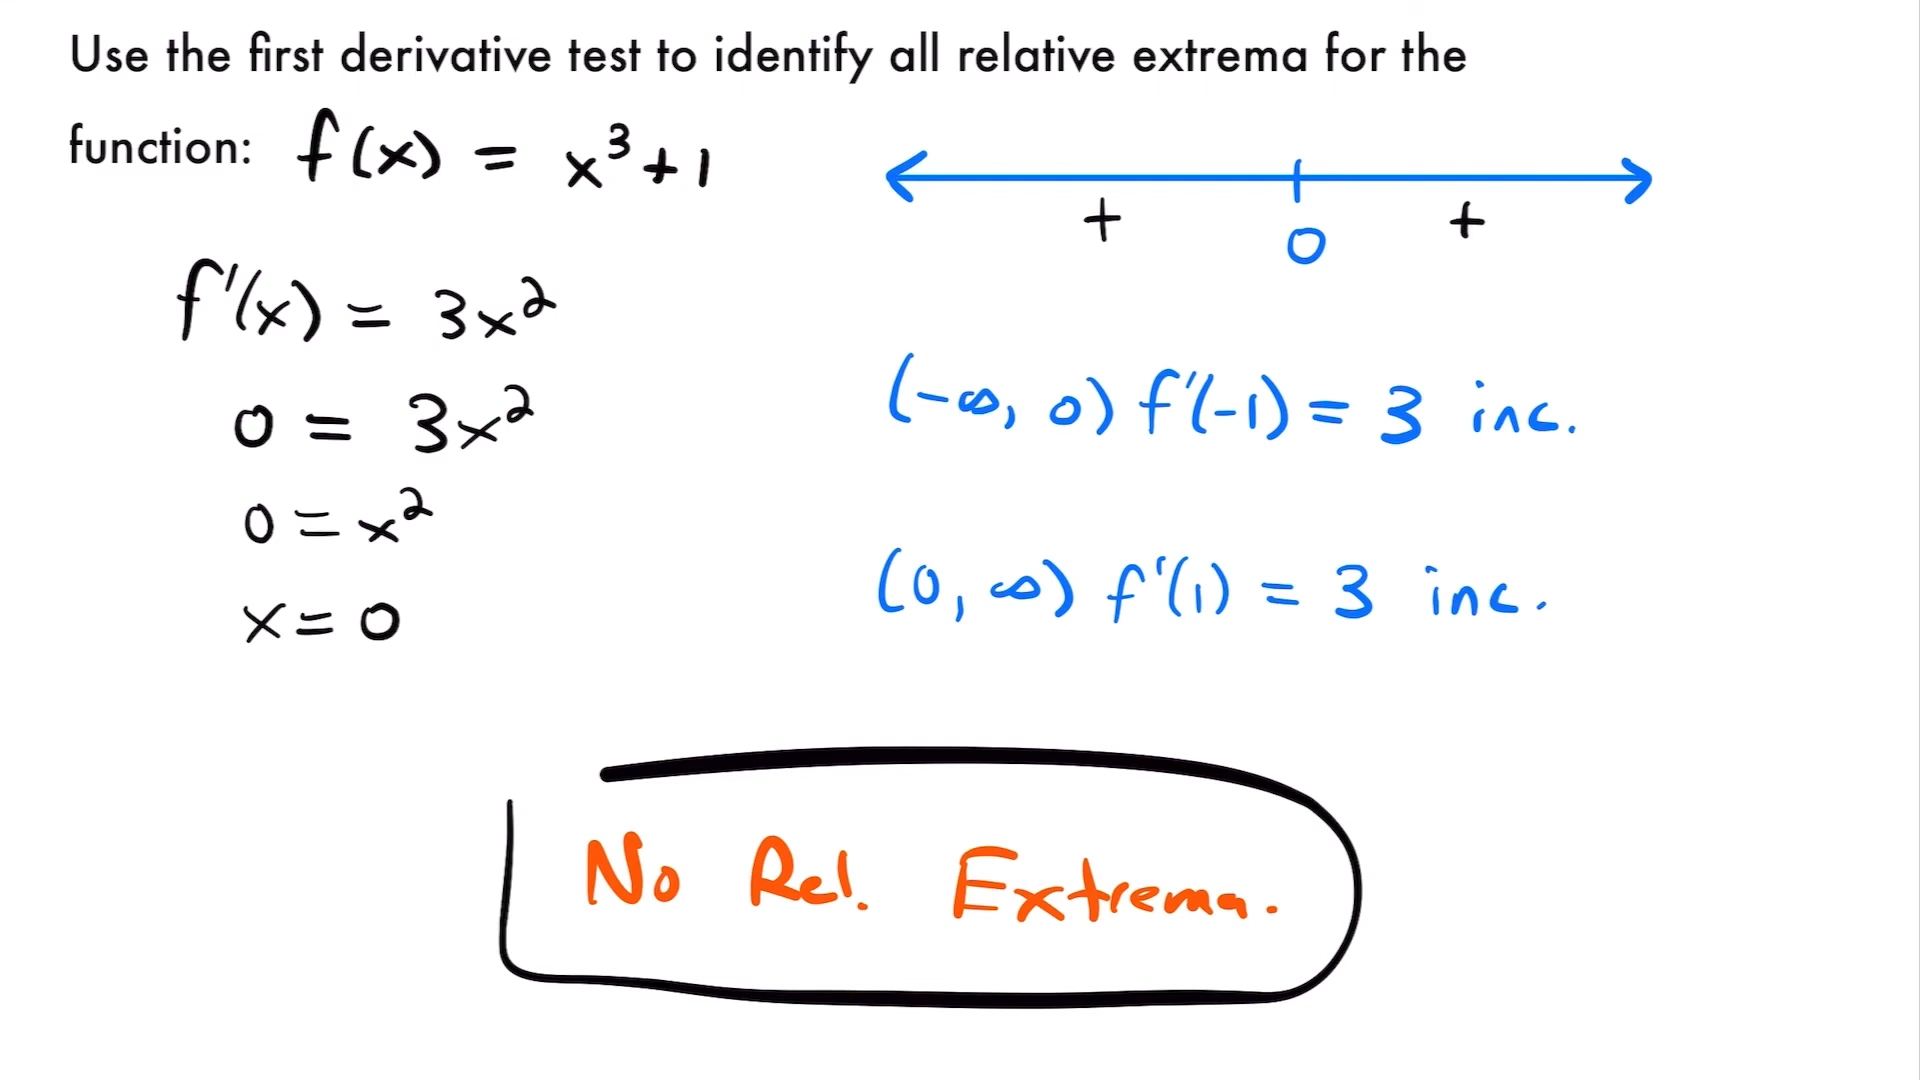 Use the first derivative test to identify all relative extrema for the
function: f(x) = x³+1
+ 0 +
f'(x) = 3x²
0 = 3x²
0 = x²
x = 0
(-∞, 0) f'(-1) = 3 inc.
(0, ∞) f'(1) = 3 inc.
No Rel. Extrema.